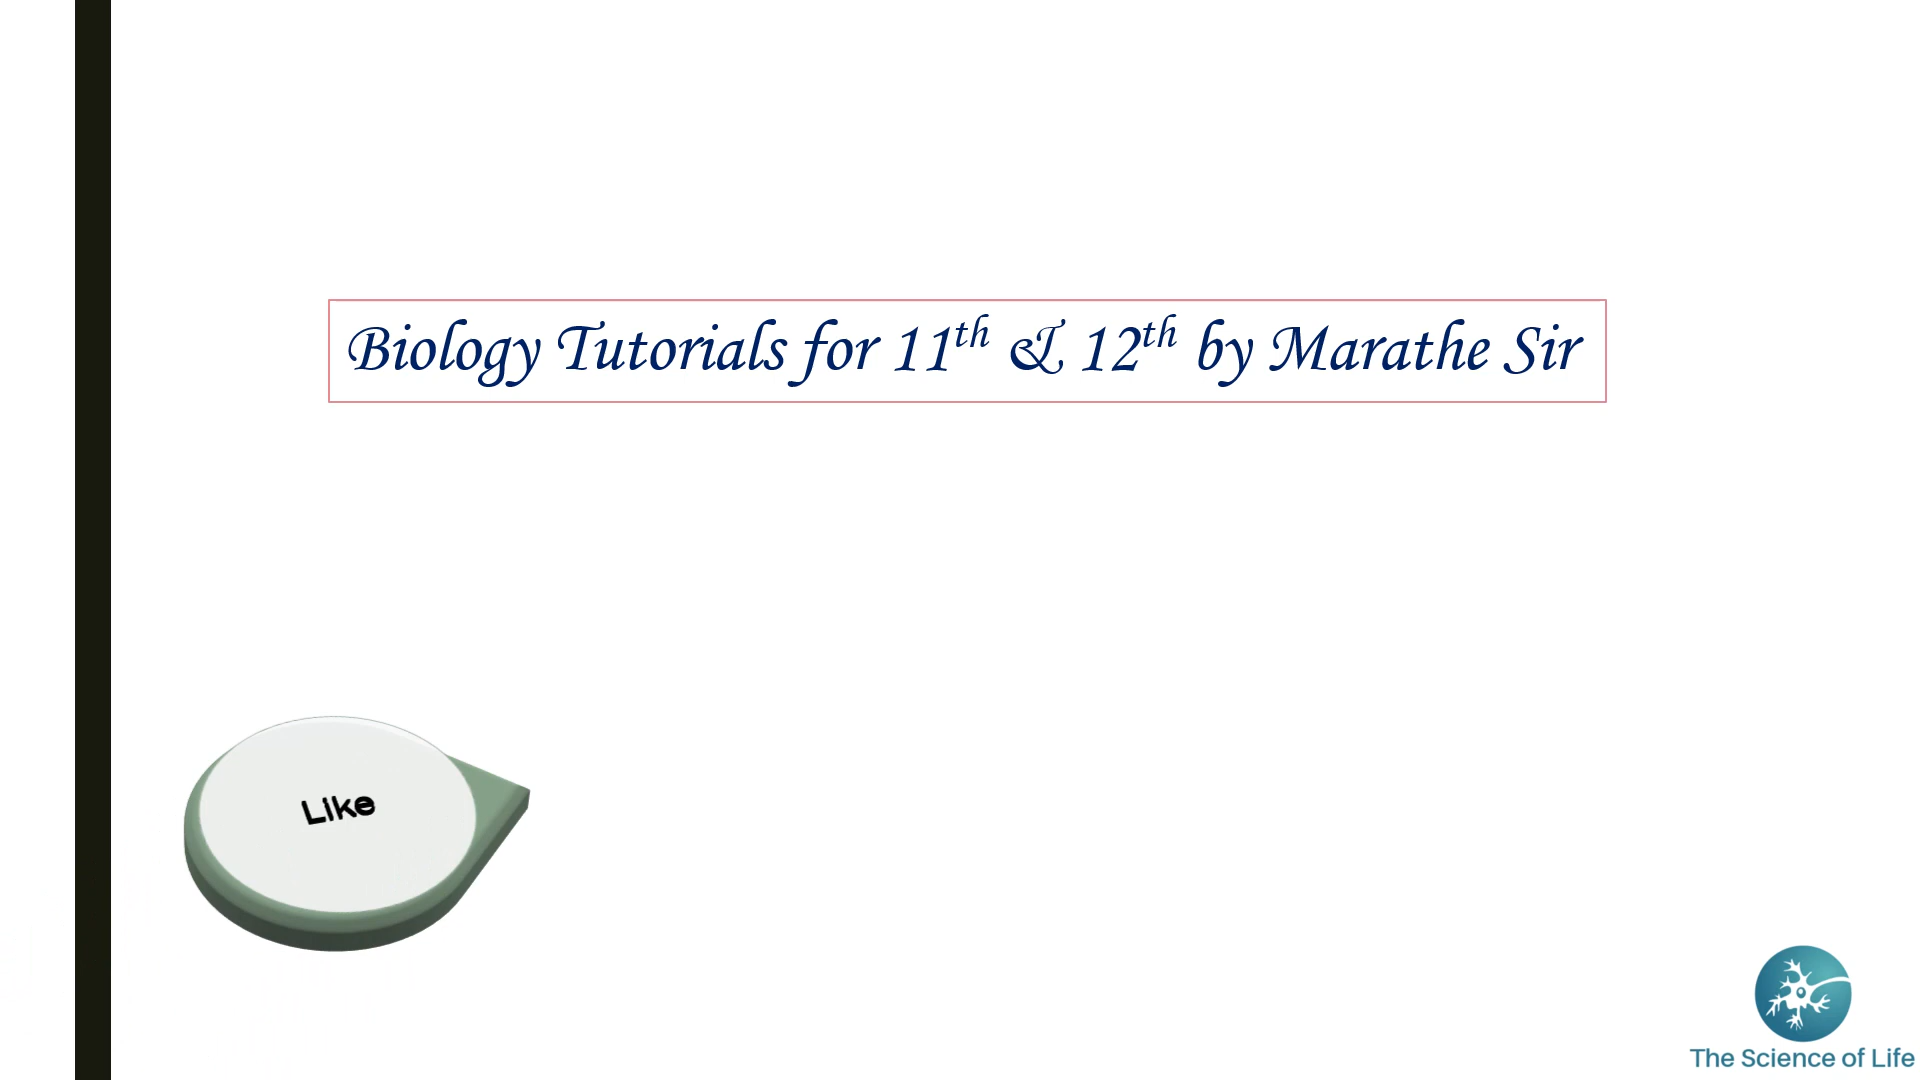 Biology Tutorials for 11th & 12th by Marathe Sir
Like
The Science of Life